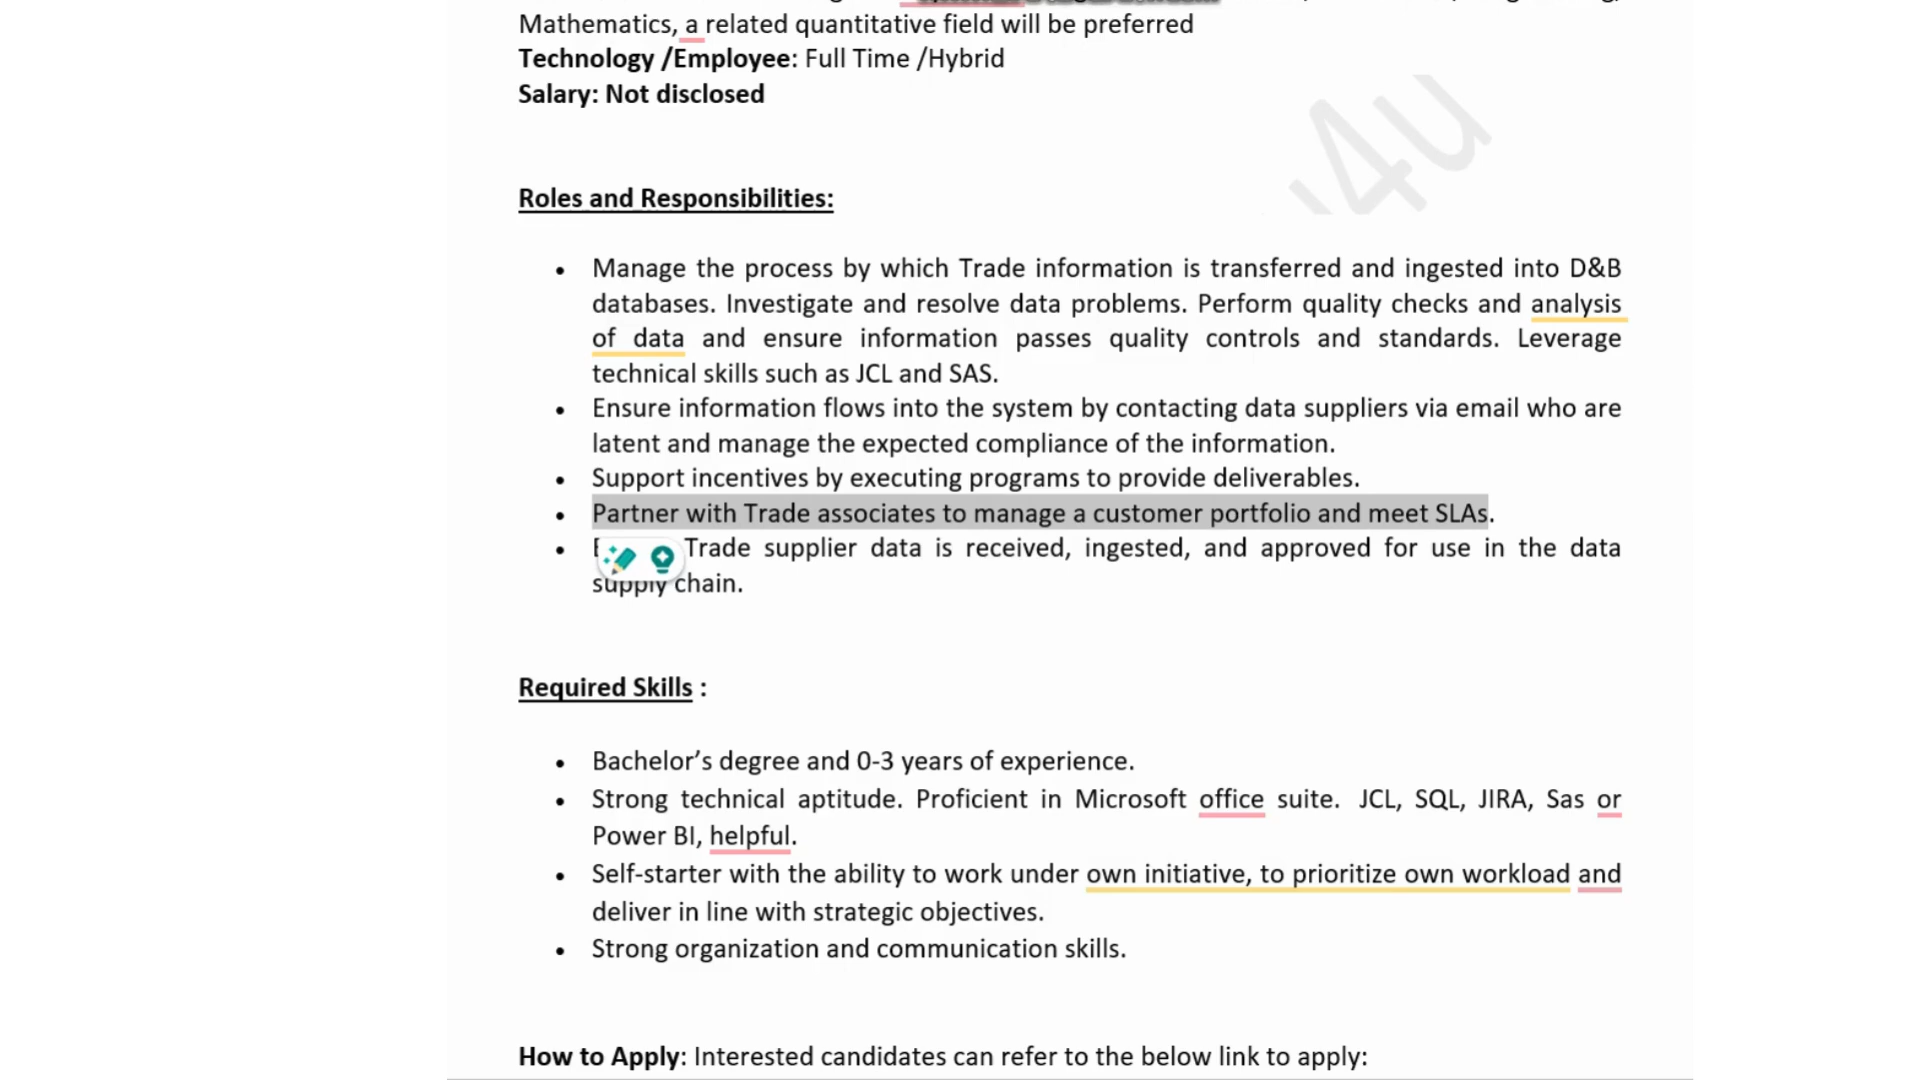 Mathematics, a related quantitative field will be preferred
Technology /Employee: Full Time /Hybrid
Salary: Not disclosed
4u
Roles and Responsibilities:
• Manage the process by which Trade information is transferred and ingested into D&B
databases. Investigate and resolve data problems. Perform quality checks and analysis
of data and ensure information passes quality controls and standards. Leverage
technical skills such as JCL and SAS.
• Ensure information flows into the system by contacting data suppliers via email who are
latent and manage the expected compliance of the information.
• Support incentives by executing programs to provide deliverables.
• Partner with Trade associates to manage a customer portfolio and meet SLAs.
• Trade supplier data is received, ingested, and approved for use in the data
supply chain.
Required Skills :
• Bachelor’s degree and 0-3 years of experience.
• Strong technical aptitude. Proficient in Microsoft office suite. JCL, SQL, JIRA, Sas or
Power BI, helpful.
• Self-starter with the ability to work under own initiative, to prioritize own workload and
deliver in line with strategic objectives.
• Strong organization and communication skills.
How to Apply: Interested candidates can refer to the below link to apply: